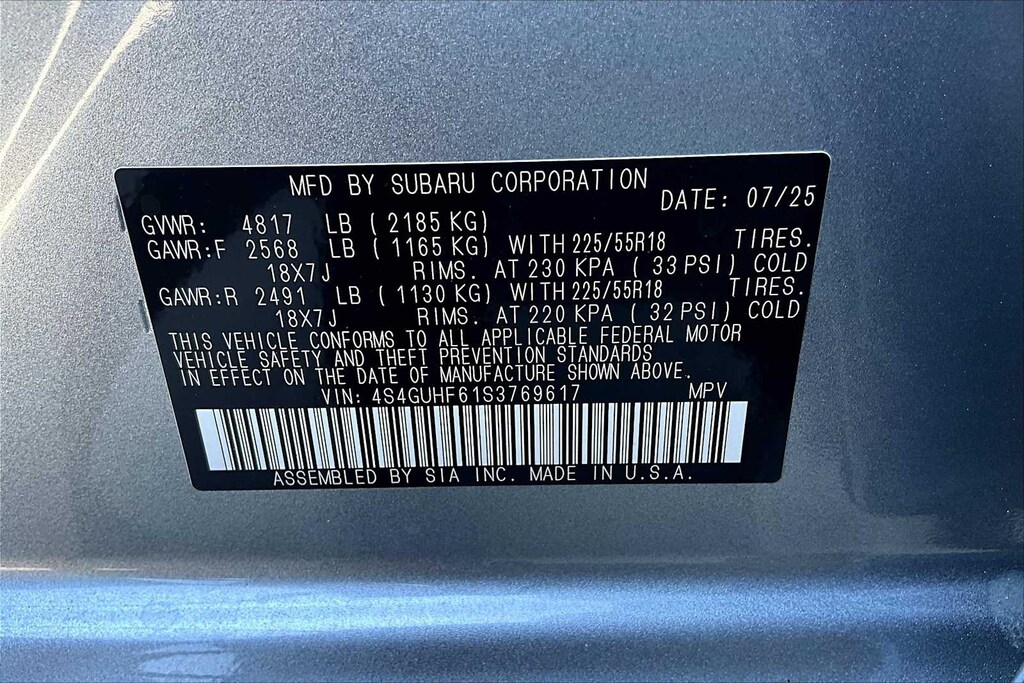 MFD BY SUBARU CORPORATION DATE: 07/25
GVWR: 4817 LB ( 2185 KG)
GAWR:F 2568 LB ( 1165 KG) WITH 225/55R18 TIRES.
18X7J RIMS. AT 230 KPA ( 33 PSI) COLD
GAWR:R 2491 LB ( 1130 KG) WITH 225/55R18 TIRES.
18X7J RIMS. AT 220 KPA ( 32 PSI) COLD
THIS VEHICLE CONFORMS TO ALL APPLICABLE FEDERAL MOTOR
VEHICLE SAFETY AND THEFT PREVENTION STANDARDS
IN EFFECT ON THE DATE OF MANUFACTURE SHOWN ABOVE.
VIN: 4S4GUHF61S3769617 MPV
ASSEMBLED BY SIA INC. MADE IN U.S.A.